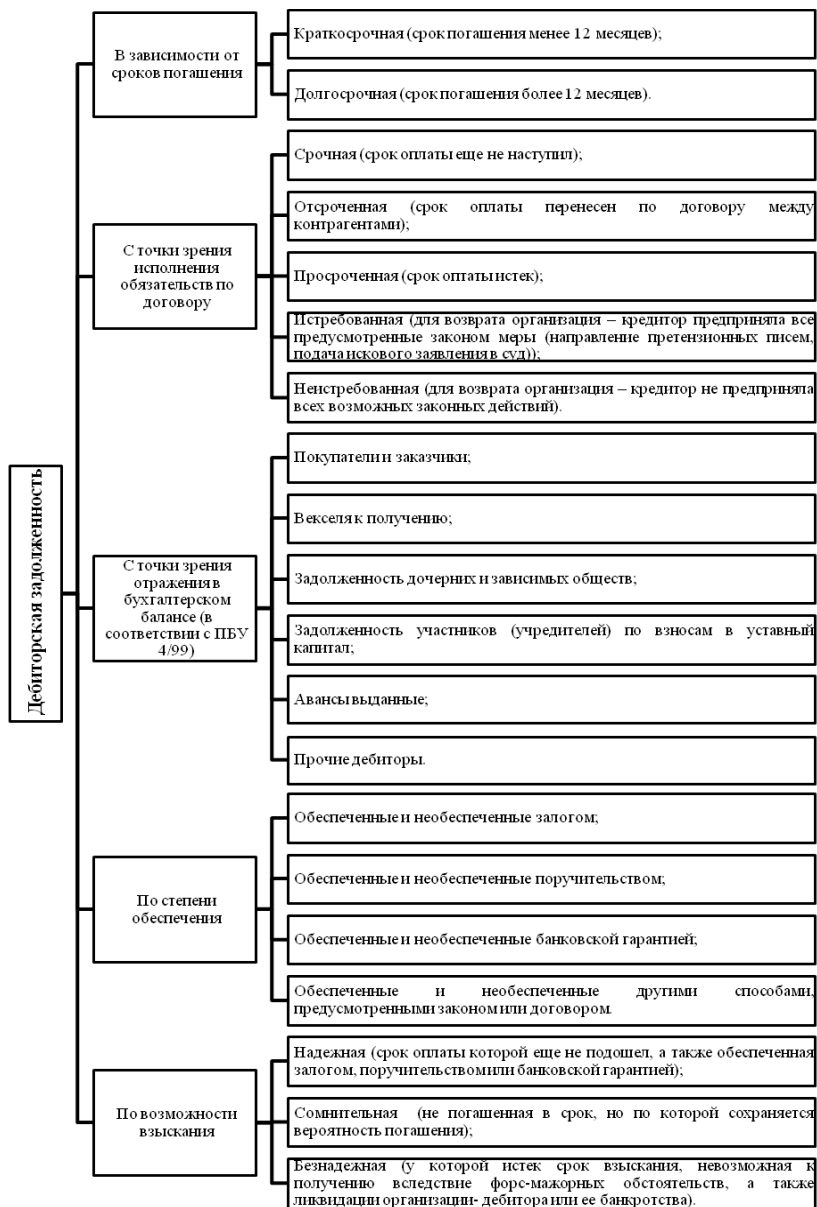 Дебиторская задолженность
В зависимости от
сроков погашения
Краткосрочная (срок погашения менее 12 месяцев);
Долгосрочная (срок погашения более 12 месяцев).
С точки зрения
исполнения
обязательств по
договору
Срочная (срок оплаты еще не наступил);
Отсроченная (срок оплаты перенесен по договору между
контрагентами);
Просроченная (срок оптаты истек);
Истребованная (для возврата организация – кредитор предприняла все
предусмотренные законом меры (направление претензионных писем,
подача искового заявления в суд));
Неистребованная (для возврата организация – кредитор не предприняла
всех возможных законных действий).
С точки зрения
отражения в
бухгалтерском
балансе (в
соответствии с ПБУ
4/99)
Покупатели и заказчики;
Векселя к получению;
Задолженность дочерних и зависимых обществ;
Задолженность участников (учредителей) по взносам в уставный
капитал;
Авансы выданные;
Прочие дебиторы.
По степени
обеспечения
Обеспеченные и необеспеченные залогом;
Обеспеченные и необеспеченные поручительством;
Обеспеченные и необеспеченные банковской гарантией;
Обеспеченные и необеспеченные другими способами,
предусмотренными законом или договором.
По возможности
взыскания
Надежная (срок оплаты которой еще не подошел, а также обеспеченная
залогом, поручительством или банковской гарантией);
Сомнительная (не погашенная в срок, но по которой сохраняется
вероятность погашения);
Безнадежная (у которой истек срок взыскания, невозможная к
получению вследствие форс-мажорных обстоятельств, а также
ликвидации организации- дебитора или ее банкротства).